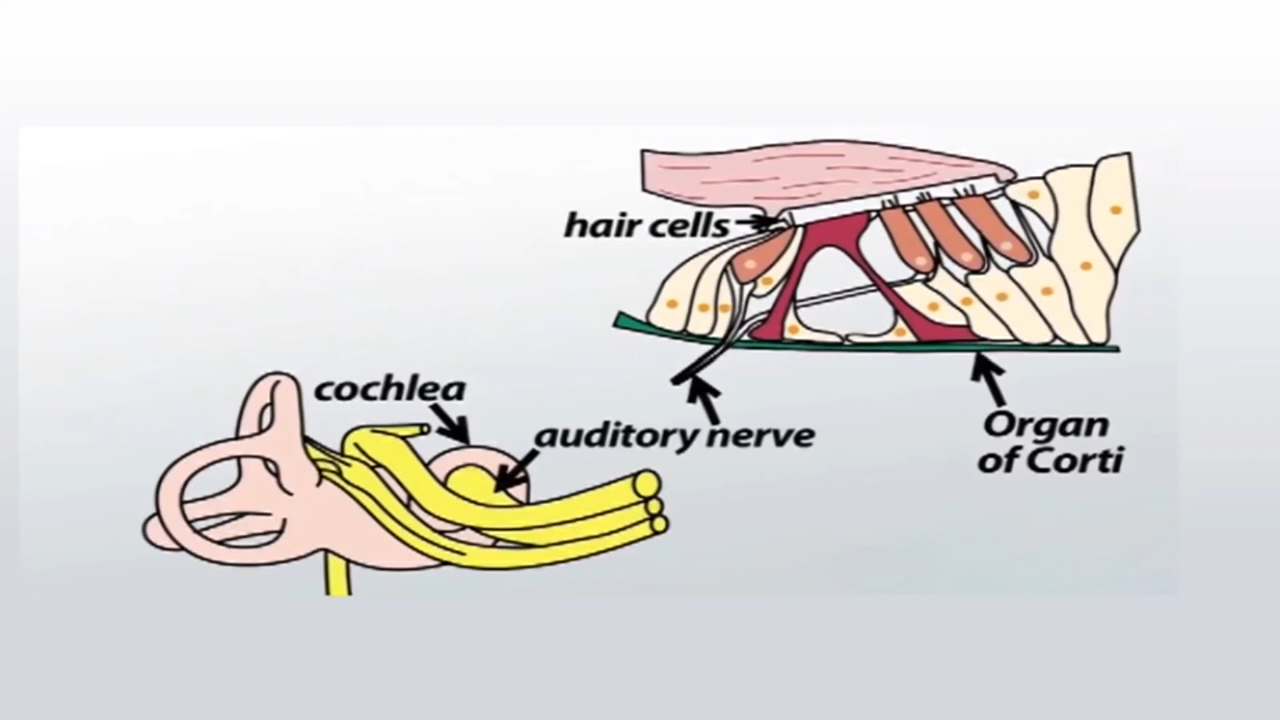 hair cells
cochlea
auditory nerve
Organ
of Corti